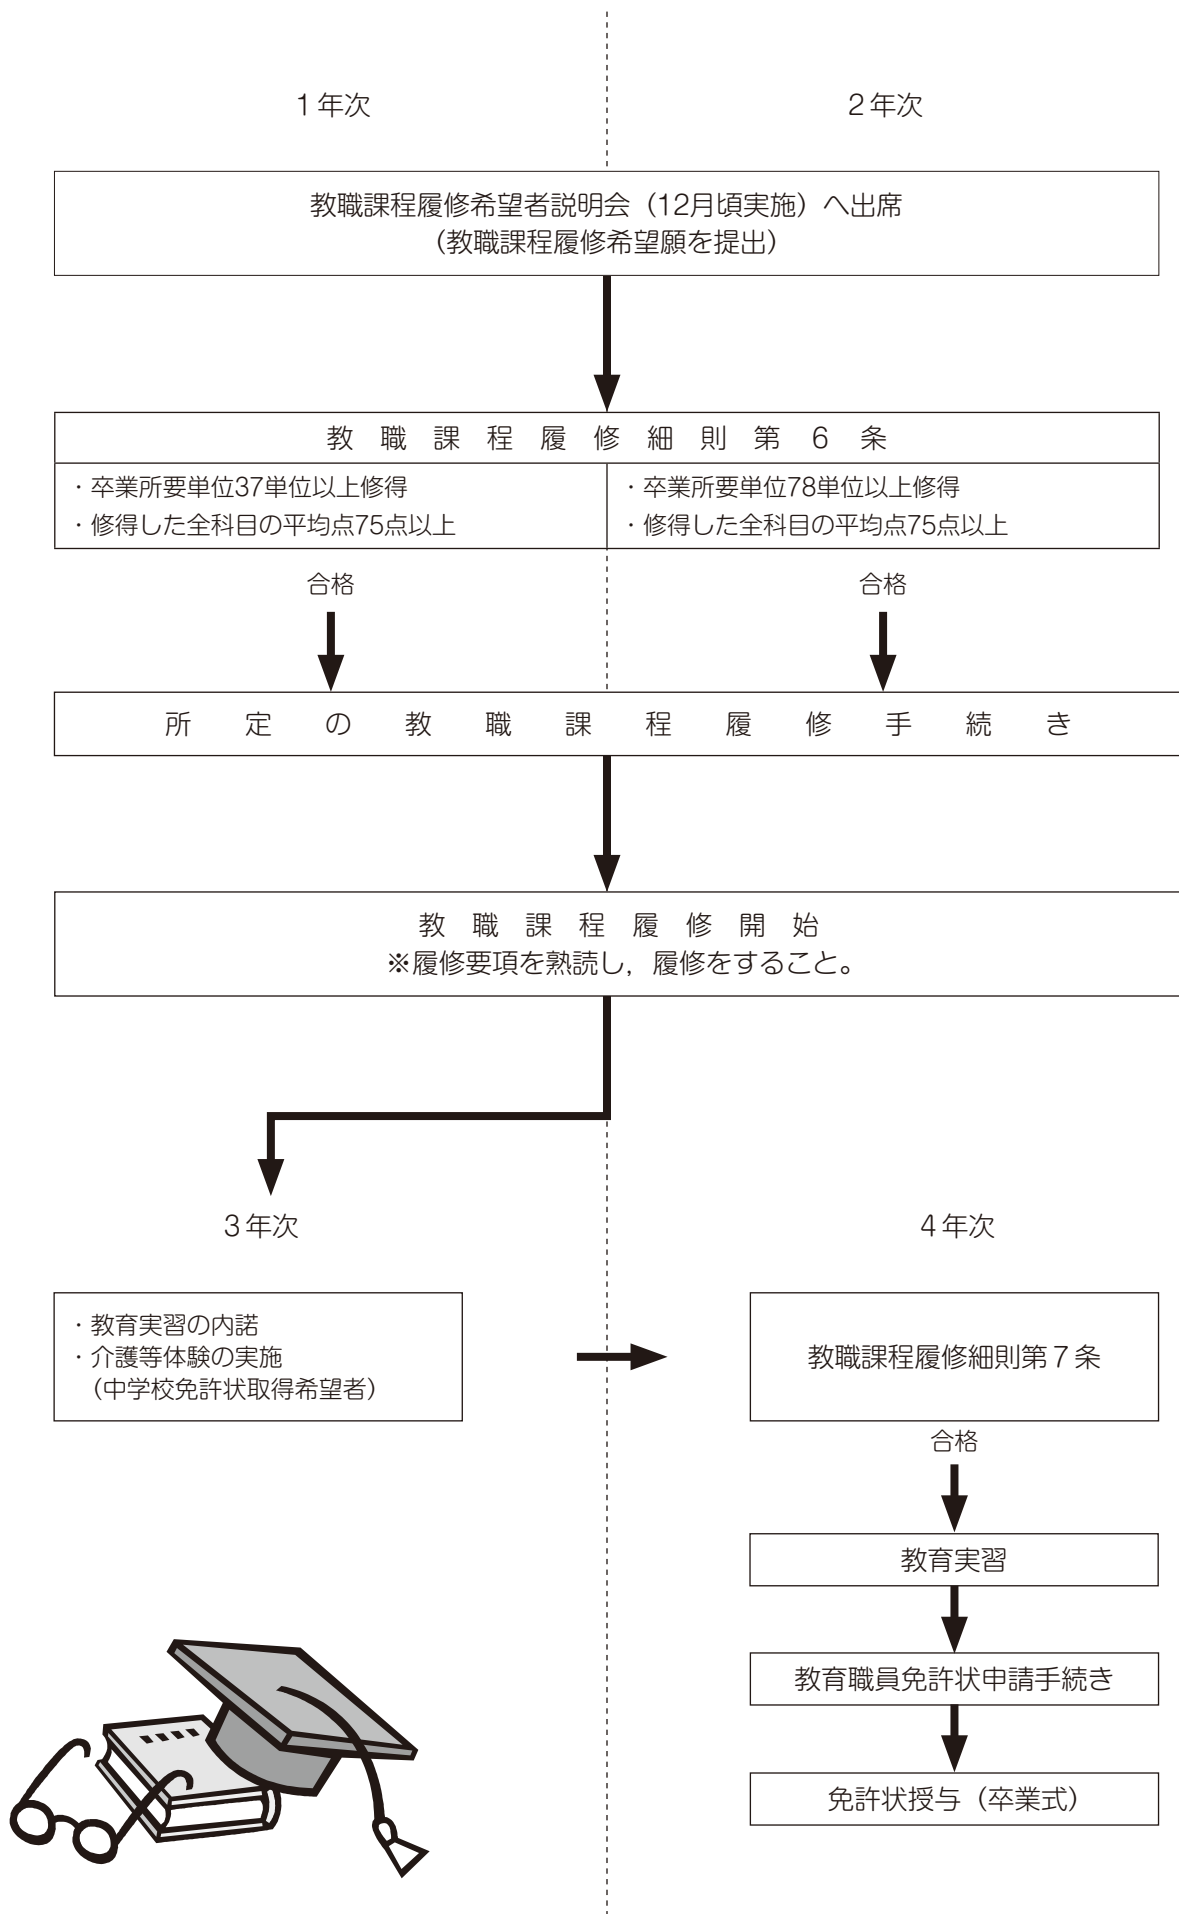 1年次
2年次
教職課程履修希望者説明会（12月頃実施）へ出席
（教職課程履修希望願を提出）
教職課程履修細則第6条
・卒業所要単位37単位以上修得
・修得した全科目の平均点75点以上
・卒業所要単位78単位以上修得
・修得した全科目の平均点75点以上
合格
合格
所定の教職課程履修手続き
教職課程履修開始
※履修要項を熟読し，履修をすること。
3年次
4年次
・教育実習の内諾
・介護等体験の実施
（中学校免許状取得希望者）
教職課程履修細則第7条
合格
教育実習
教育職員免許状申請手続き
免許状授与（卒業式）